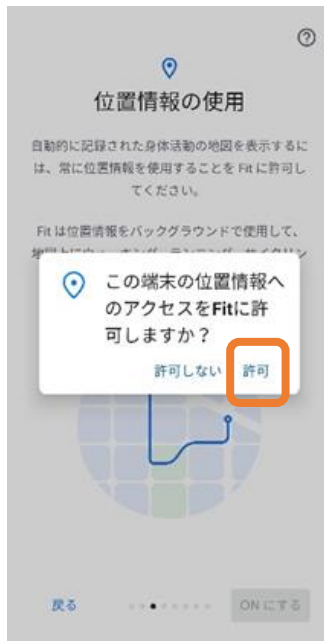 位置情報の使用
自動的に記録された身体活動の地図を表示するに
は、常に位置情報を使用することを Fit に許可し
てください。
Fit は位置情報をバックグラウンドで使用して、
この端末の位置情報へ
のアクセスをFitに許
可しますか？
許可しない 許可
戻る ONにする